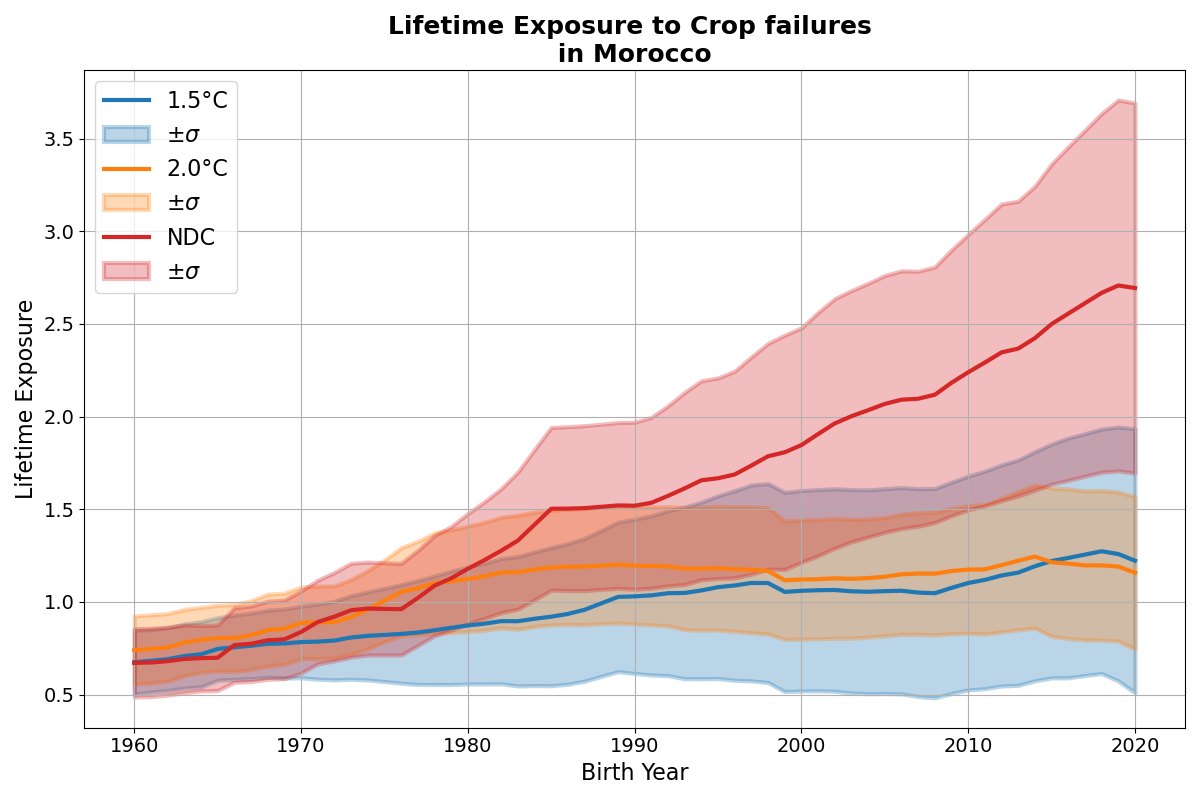 Lifetime Exposure to Crop failures
in Morocco
1.5°C
±σ
2.0°C
±σ
NDC
±σ
Lifetime Exposure
3.5
3.0
2.5
2.0
1.5
1.0
0.5
1960 1970 1980 1990 2000 2010 2020
Birth Year